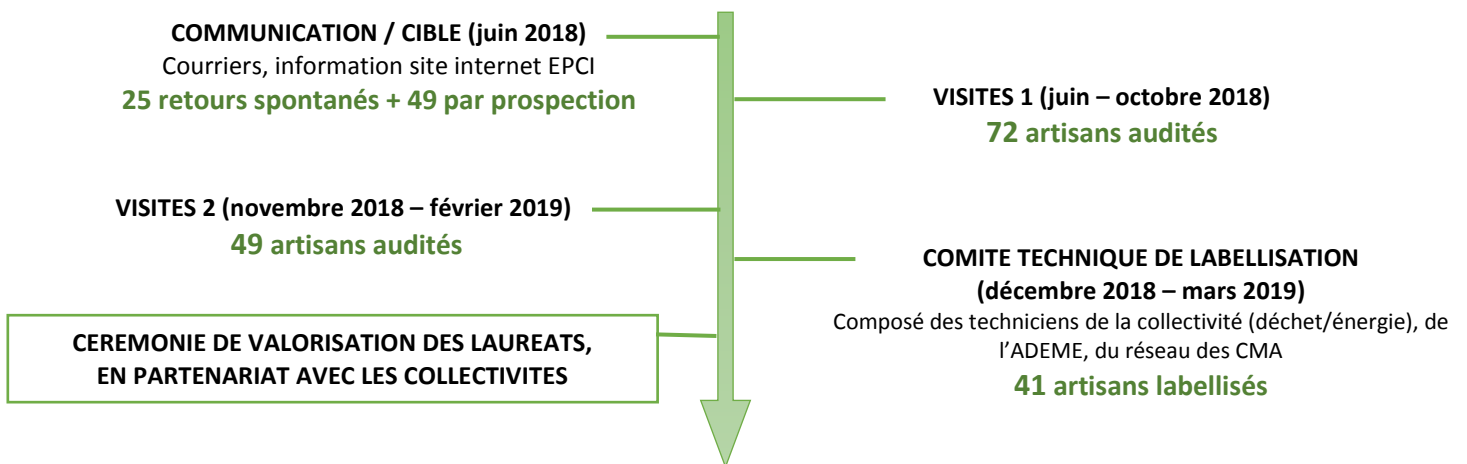 COMMUNICATION / CIBLE (juin 2018)
Courriers, information site internet EPCI
25 retours spontanés + 49 par prospection
VISITES 1 (juin – octobre 2018)
72 artisans audités
VISITES 2 (novembre 2018 – février 2019)
49 artisans audités
COMITE TECHNIQUE DE LABELLISATION
(décembre 2018 – mars 2019)
Composé des techniciens de la collectivité (déchet/énergie), de
l’ADEME, du réseau des CMA
41 artisans labellisés
CEREMONIE DE VALORISATION DES LAUREATS,
EN PARTENARIAT AVEC LES COLLECTIVITES